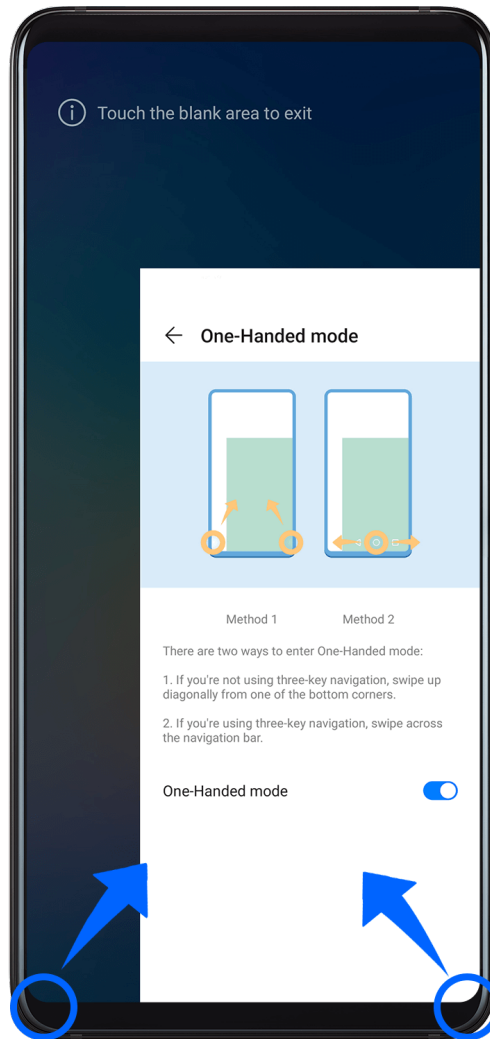 Touch the blank area to exit
One-Handed mode
Method 1
Method 2
There are two ways to enter One-Handed mode:
1. If you're not using three-key navigation, swipe up
diagonally from one of the bottom corners.
2. If you're using three-key navigation, swipe across
the navigation bar.
One-Handed mode